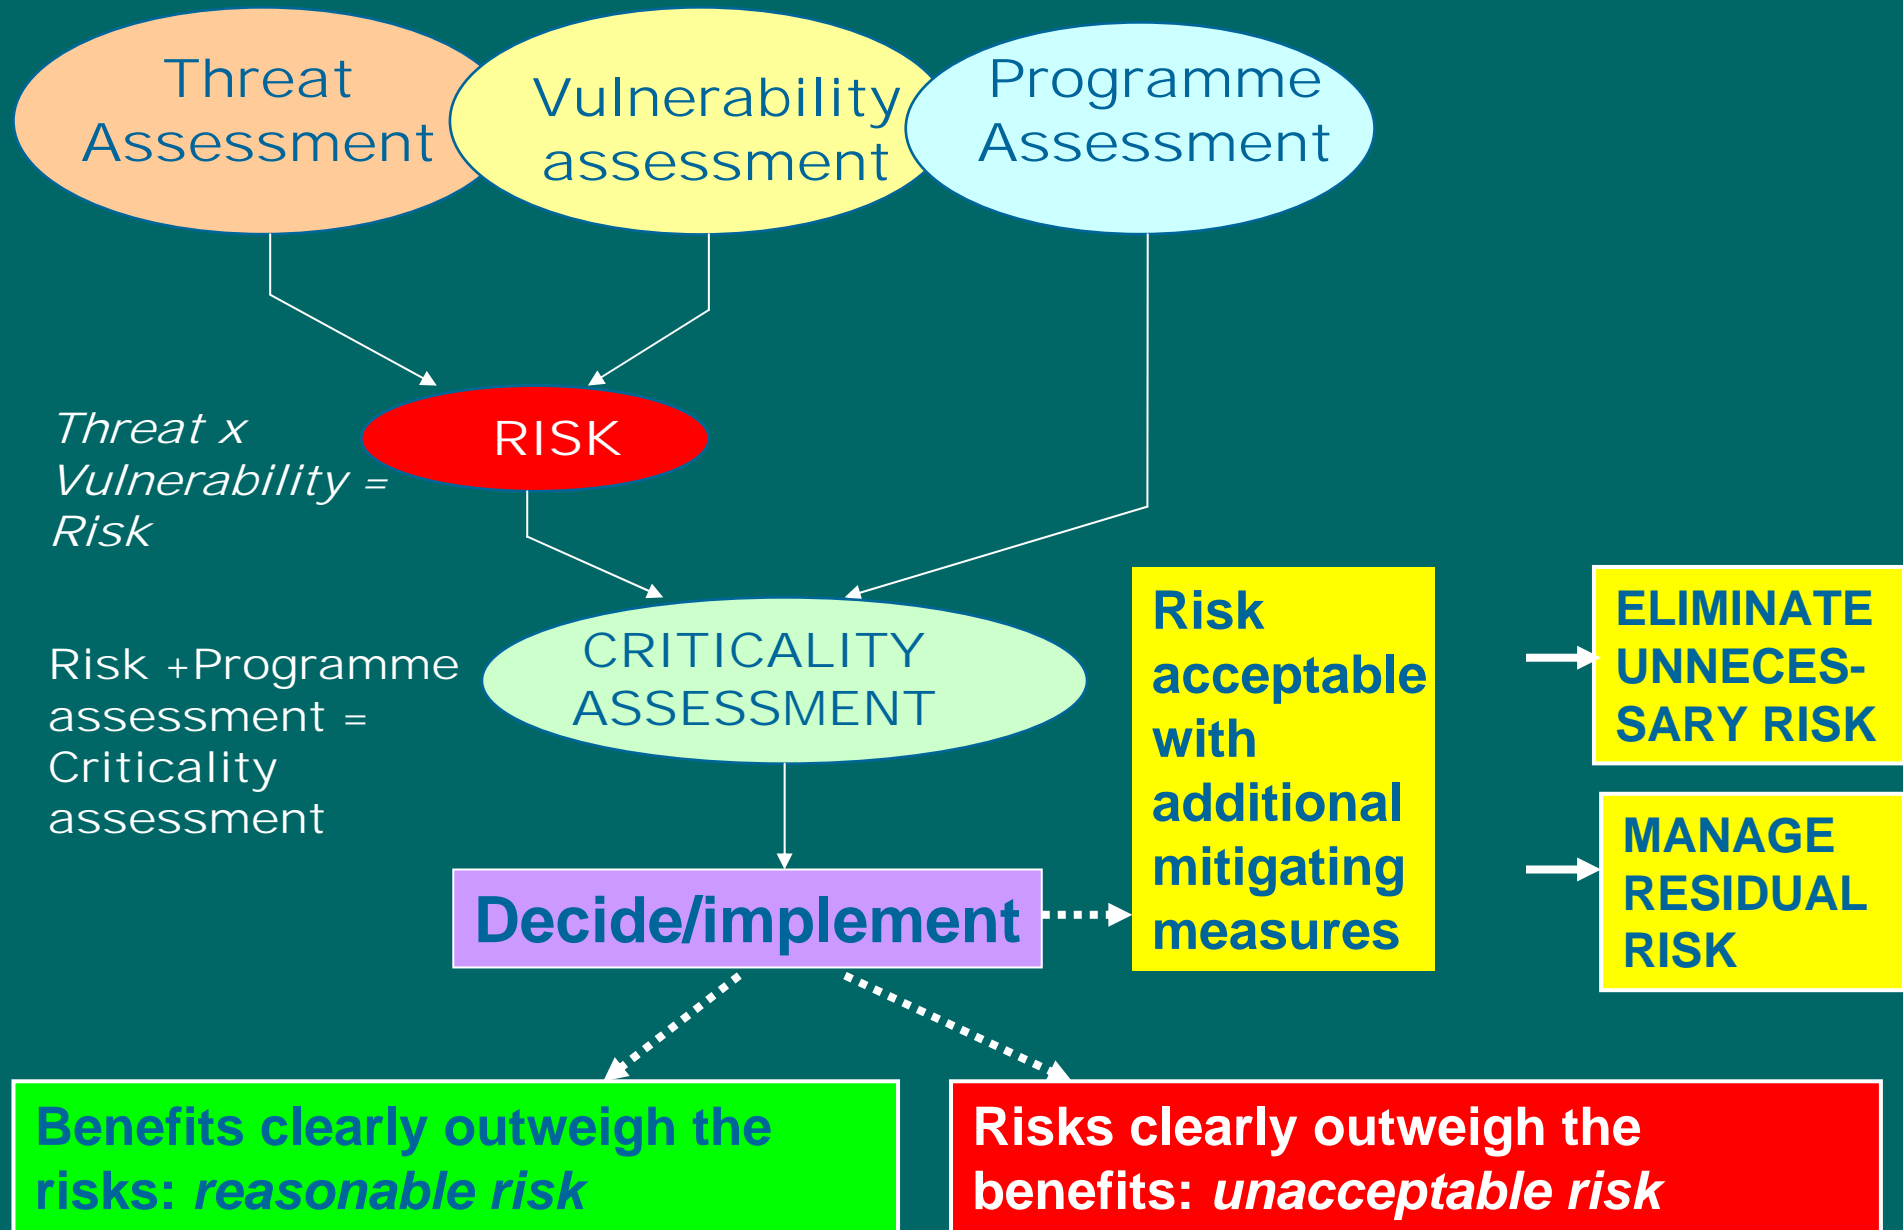 Threat
Assessment
Vulnerability
assessment
Programme
Assessment
Threat x
Vulnerability =
Risk
RISK
Risk +Programme
assessment =
Criticality
assessment
CRITICALITY
ASSESSMENT
Risk
acceptable
with
additional
mitigating
measures
ELIMINATE
UNNECES-
SARY RISK
MANAGE
RESIDUAL
RISK
Decide/implement
Benefits clearly outweigh the
risks: reasonable risk
Risks clearly outweigh the
benefits: unacceptable risk